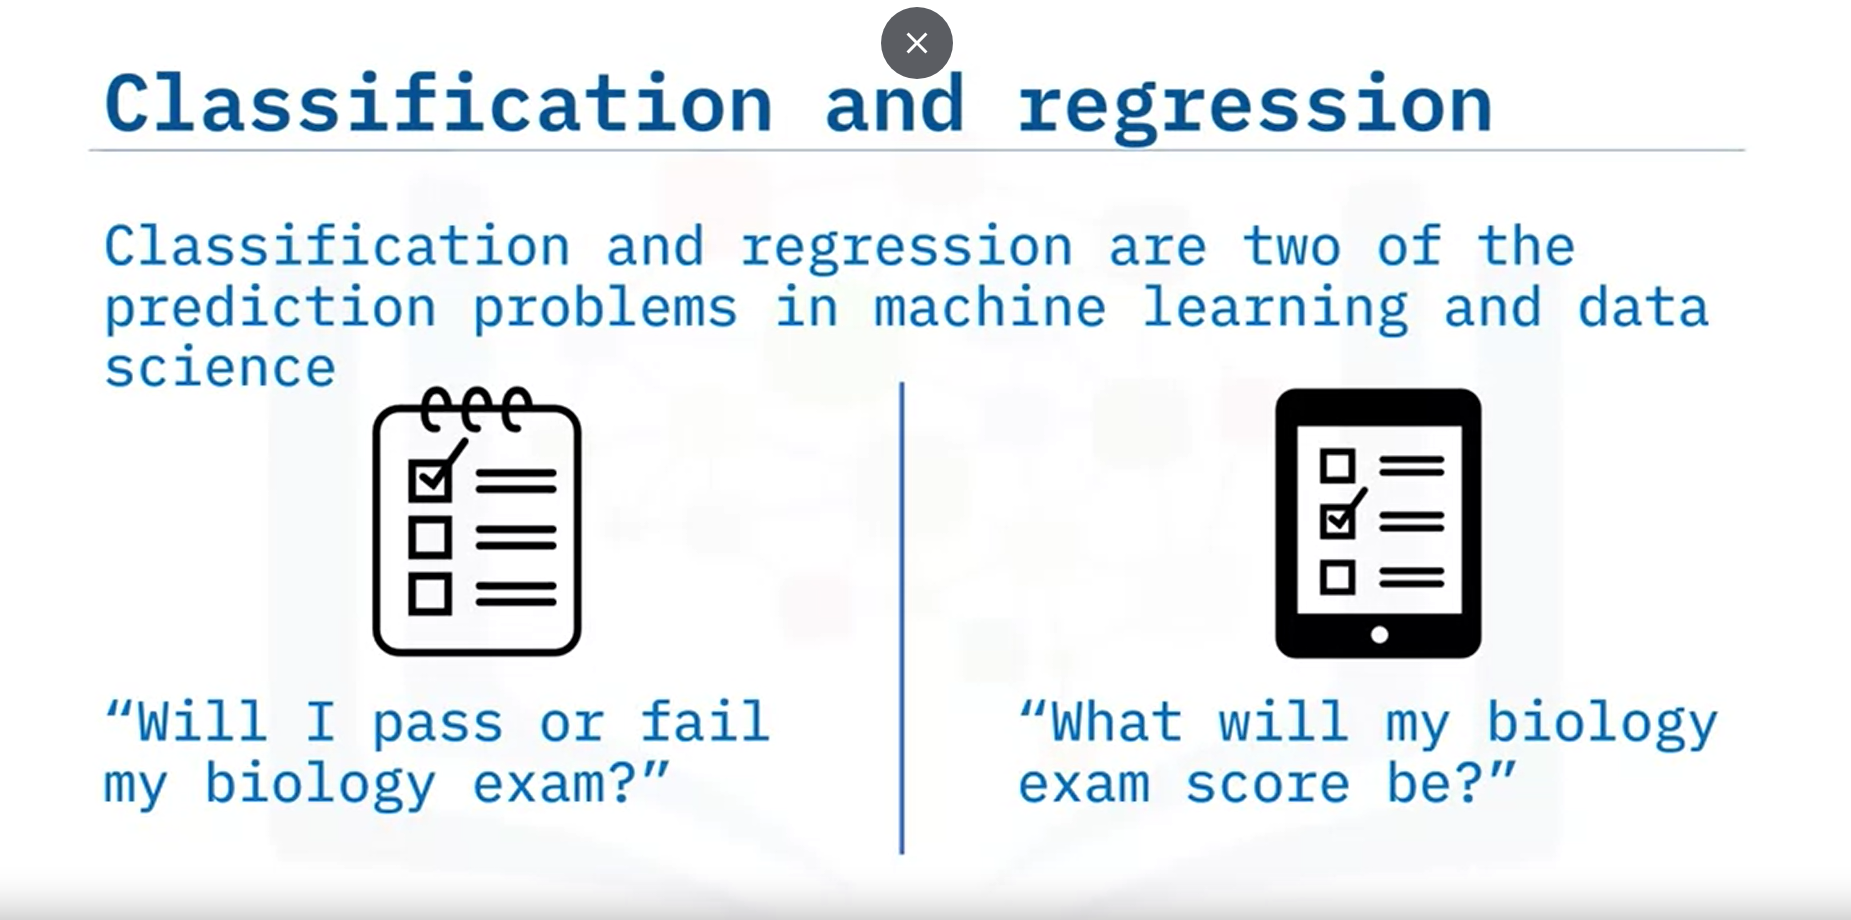 Classification and regression
Classification and regression are two of the
prediction problems in machine learning and data
science
“Will I pass or fail
my biology exam?”
“What will my biology
exam score be?”